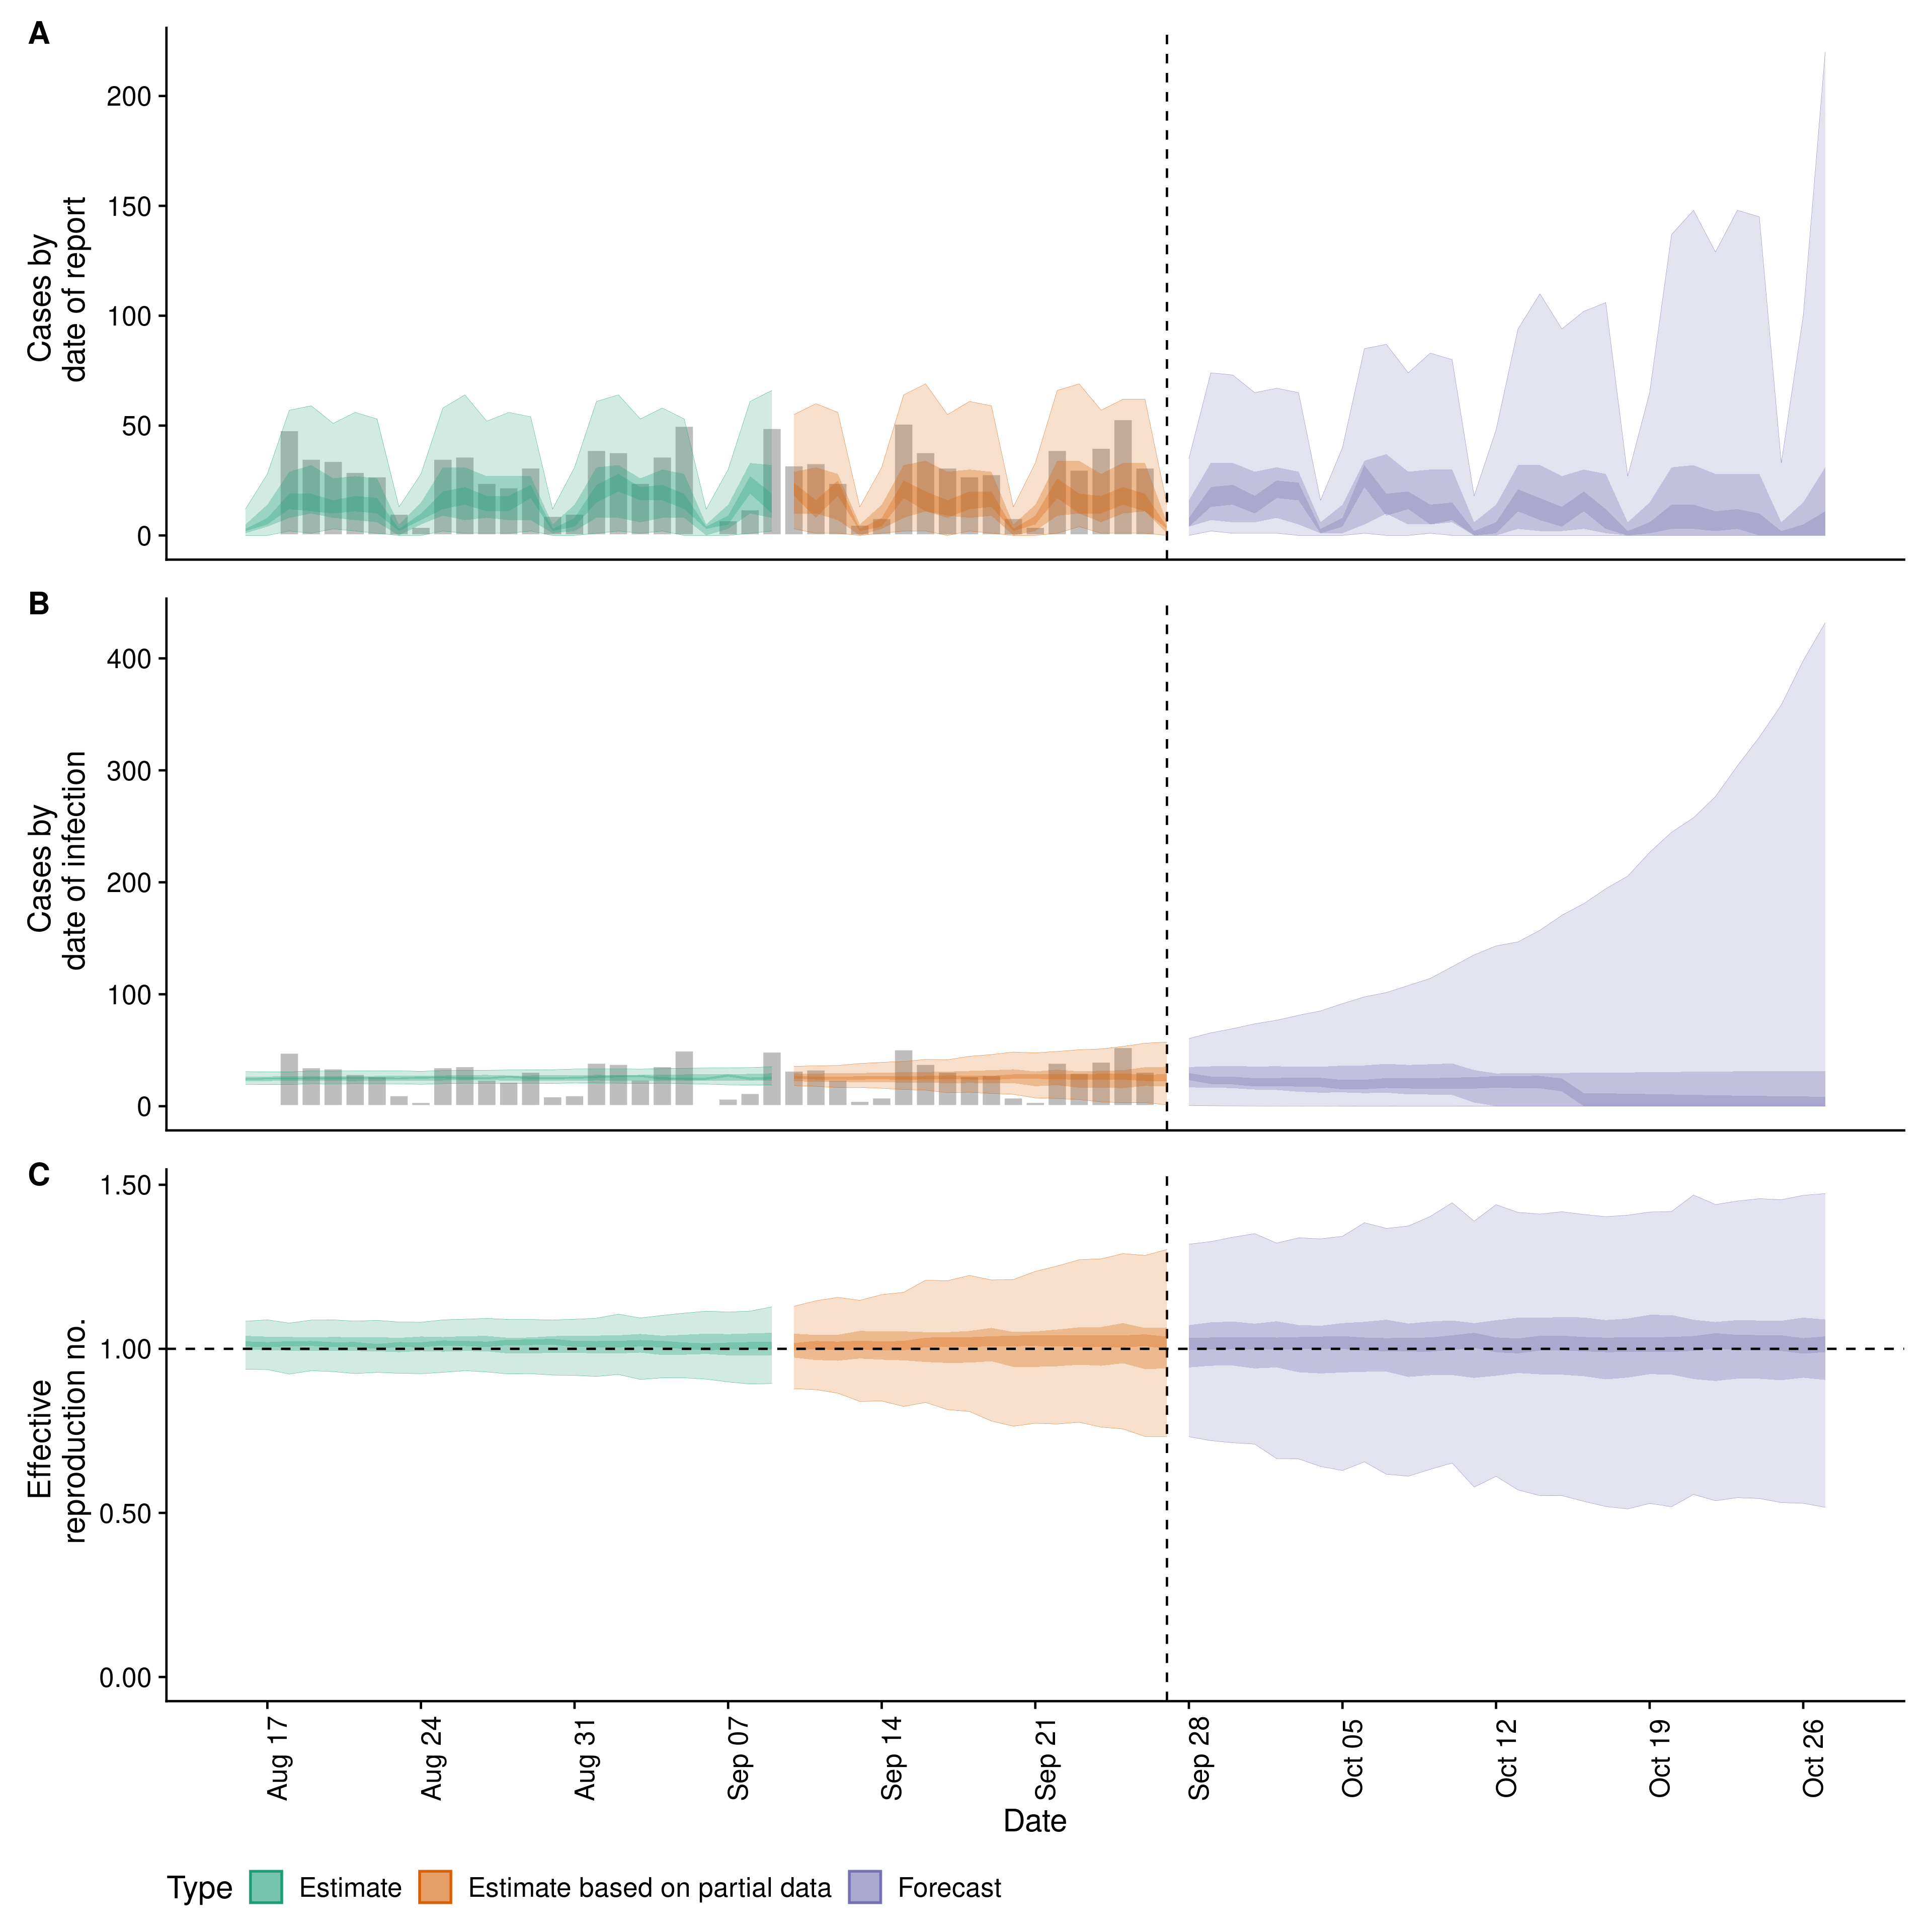 A
200
150
100
50
0
Cases by
date of report
B
400
300
200
100
0
Cases by
date of infection
C
1.50
1.00
0.50
0.00
Effective
reproduction no.
Aug 17
Aug 24
Aug 31
Sep 07
Sep 14
Sep 21
Sep 28
Oct 05
Oct 12
Oct 19
Oct 26
Date
Type Estimate Estimate based on partial data Forecast